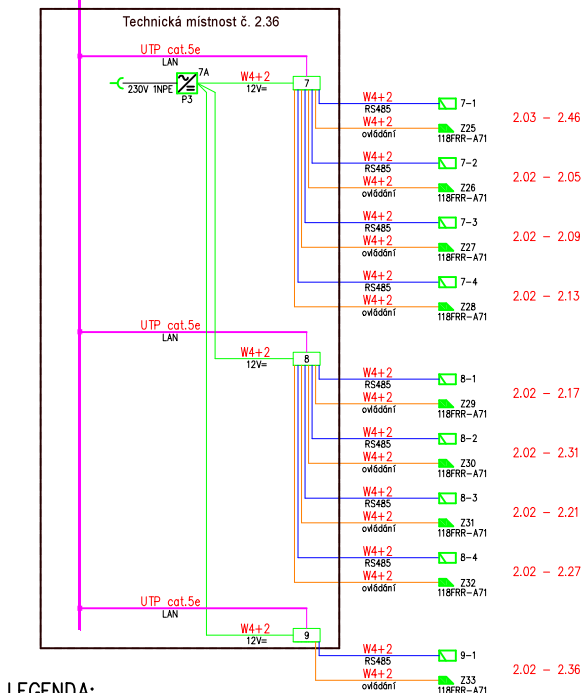 Technická místnost č. 2.36
UTP cat.5e
LAN
7A
230V 1NPE
P3
W4+2
12V=
7
W4+2
RS485
7-1
W4+2
ovládání
Z25
118FRR-A71
2.03 - 2.46
W4+2
RS485
7-2
W4+2
ovládání
Z26
118FRR-A71
2.02 - 2.05
W4+2
RS485
7-3
W4+2
ovládání
Z27
118FRR-A71
2.02 - 2.09
W4+2
RS485
7-4
W4+2
ovládání
Z28
118FRR-A71
2.02 - 2.13
UTP cat.5e
LAN
W4+2
12V=
8
W4+2
RS485
8-1
W4+2
ovládání
Z29
118FRR-A71
2.02 - 2.17
W4+2
RS485
8-2
W4+2
ovládání
Z30
118FRR-A71
2.02 - 2.31
W4+2
RS485
8-3
W4+2
ovládání
Z31
118FRR-A71
2.02 - 2.21
W4+2
RS485
8-4
W4+2
ovládání
Z32
118FRR-A71
2.02 - 2.27
UTP cat.5e
LAN
W4+2
12V=
9
W4+2
RS485
9-1
W4+2
ovládání
Z33
118FRR-A71
2.02 - 2.36
LEGENDA: